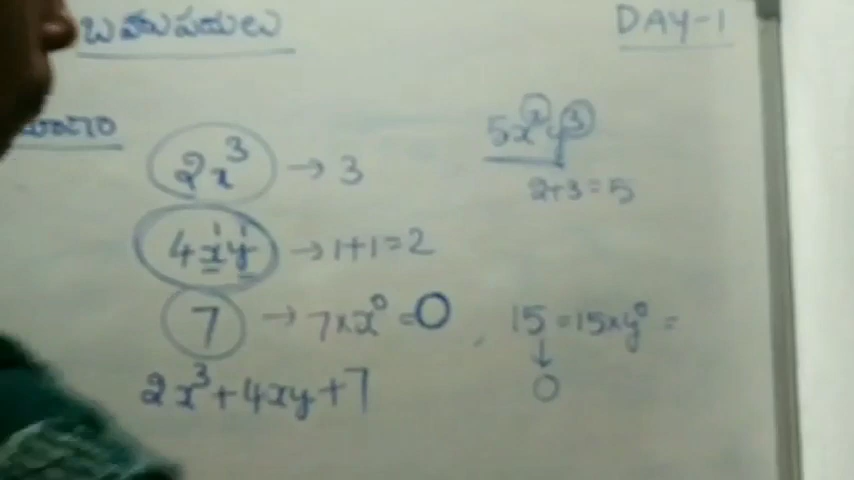 బహుపదులు
DAY-1
2x³ → 3
5x²y³
2+3=5
4x¹y¹ → 1+1=2
7 → 7×x⁰ = 0
15 = 15×y⁰ =
↓
0
2x³+4xy+7